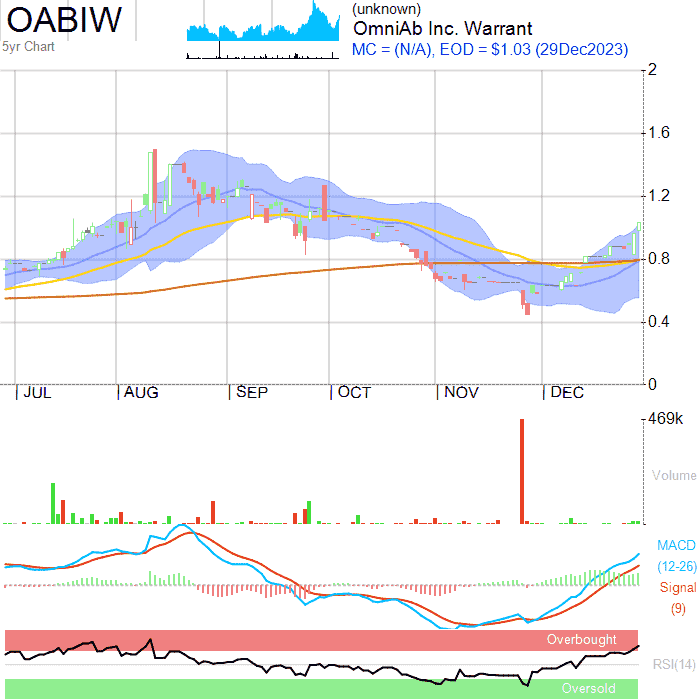 OABIW
5yr Chart
(unknown)
OmniAb Inc. Warrant
MC = (N/A), EOD = $1.03 (29Dec2023)
2
1.6
1.2
0.8
0.4
0
JUL AUG SEP OCT NOV DEC
469k
Volume
MACD
(12-26)
Signal
(9)
Overbought
RSI(14)
Oversold